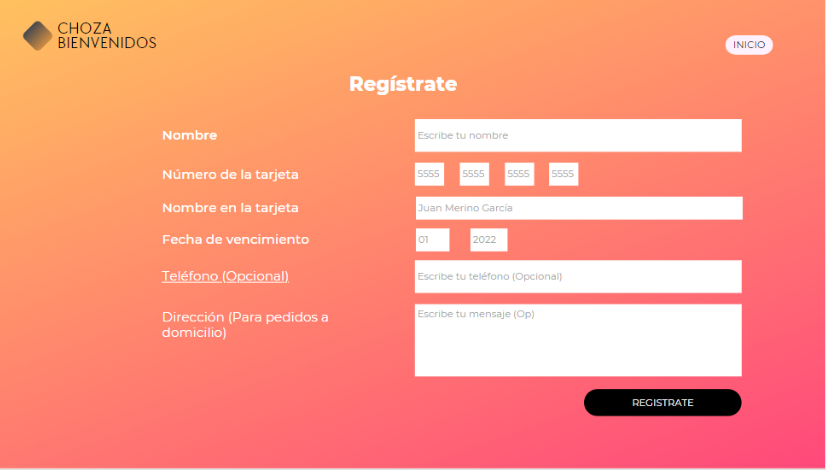 CHOZA
BIENVENIDOS
INICIO
Regístrate
Nombre
Escribe tu nombre
Número de la tarjeta
5555 5555 5555 5555
Nombre en la tarjeta
Juan Merino García
Fecha de vencimiento
01 2022
Teléfono (Opcional)
Escribe tu teléfono (Opcional)
Dirección (Para pedidos a
domicilio)
Escribe tu mensaje (Op)
REGISTRATE